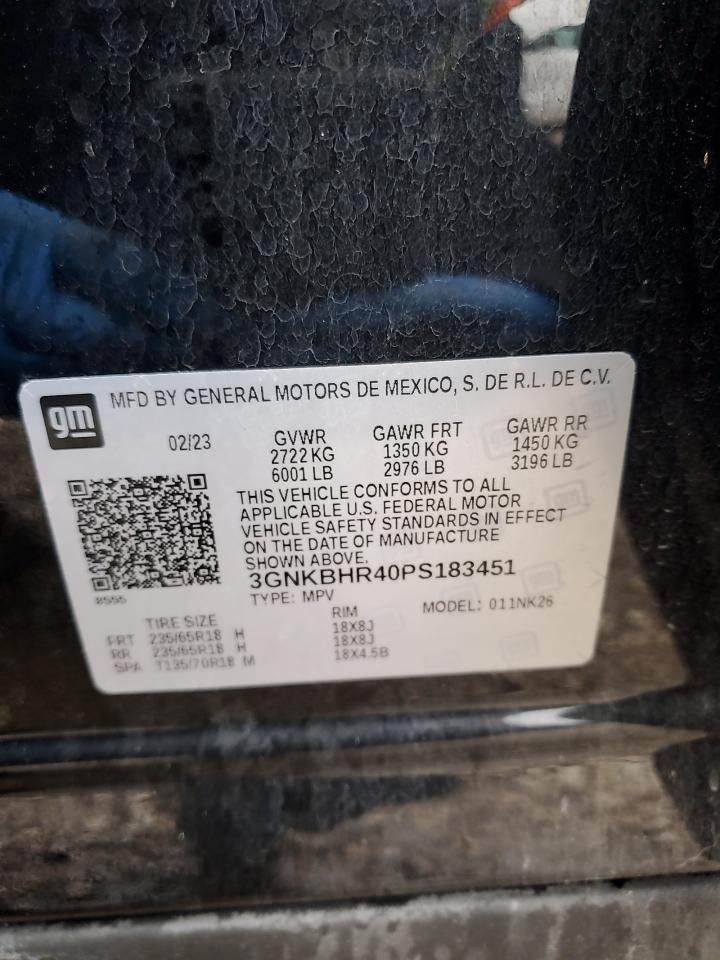 gm
MFD BY GENERAL MOTORS DE MEXICO, S. DE R.L. DE C.V.
02/23 GVWR GAWR FRT GAWR RR
2722 KG 1350 KG 1450 KG
6001 LB 2976 LB 3196 LB
THIS VEHICLE CONFORMS TO ALL
APPLICABLE U.S. FEDERAL MOTOR
VEHICLE SAFETY STANDARDS IN EFFECT
ON THE DATE OF MANUFACTURE
SHOWN ABOVE.
3GNKBHR40PS183451
8555
TYPE: MPV MODEL: 011NK26
TIRE SIZE RIM
FRT 235/65R18 H 18X8J
RR 235/65R18 H 18X8J
SPA T135/70R18 M 18X4.5B